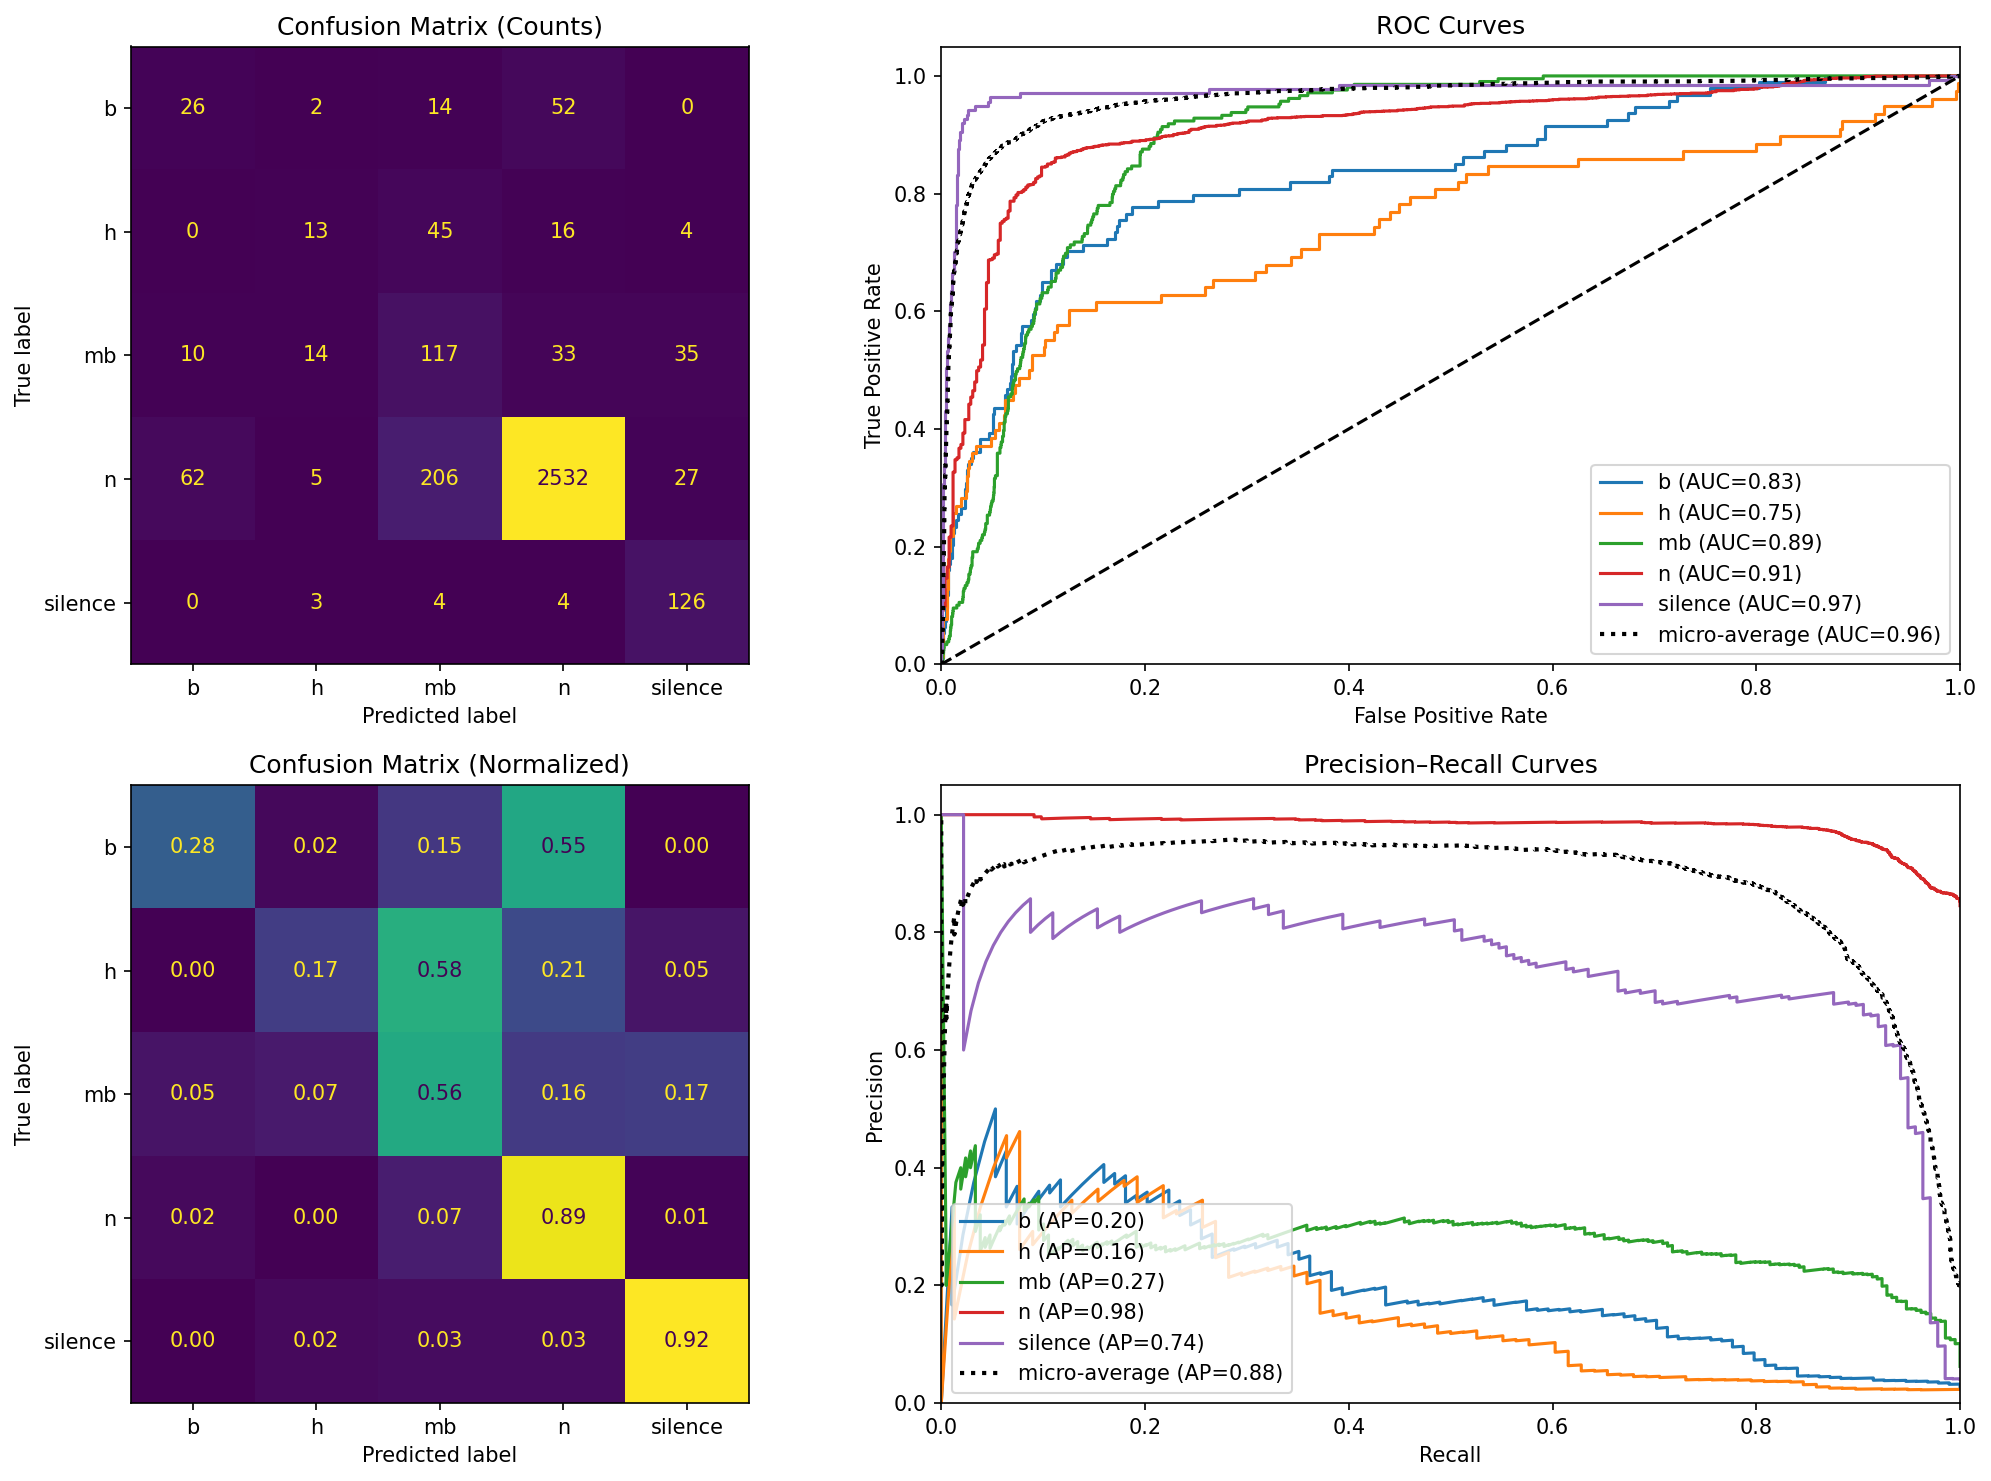 Confusion Matrix (Counts)
True label
b 26 2 14 52 0
h 0 13 45 16 4
mb 10 14 117 33 35
n 62 5 206 2532 27
silence 0 3 4 4 126
b h mb n silence
Predicted label
ROC Curves
True Positive Rate
1.0
0.8
0.6
0.4
0.2
0.0
b (AUC=0.83)
h (AUC=0.75)
mb (AUC=0.89)
n (AUC=0.91)
silence (AUC=0.97)
micro-average (AUC=0.96)
0.0 0.2 0.4 0.6 0.8 1.0
False Positive Rate
Confusion Matrix (Normalized)
True label
b 0.28 0.02 0.15 0.55 0.00
h 0.00 0.17 0.58 0.21 0.05
mb 0.05 0.07 0.56 0.16 0.17
n 0.02 0.00 0.07 0.89 0.01
silence 0.00 0.02 0.03 0.03 0.92
b h mb n silence
Predicted label
Precision–Recall Curves
Precision
1.0
0.8
0.6
0.4
0.2
0.0
b (AP=0.20)
h (AP=0.16)
mb (AP=0.27)
n (AP=0.98)
silence (AP=0.74)
micro-average (AP=0.88)
0.0 0.2 0.4 0.6 0.8 1.0
Recall